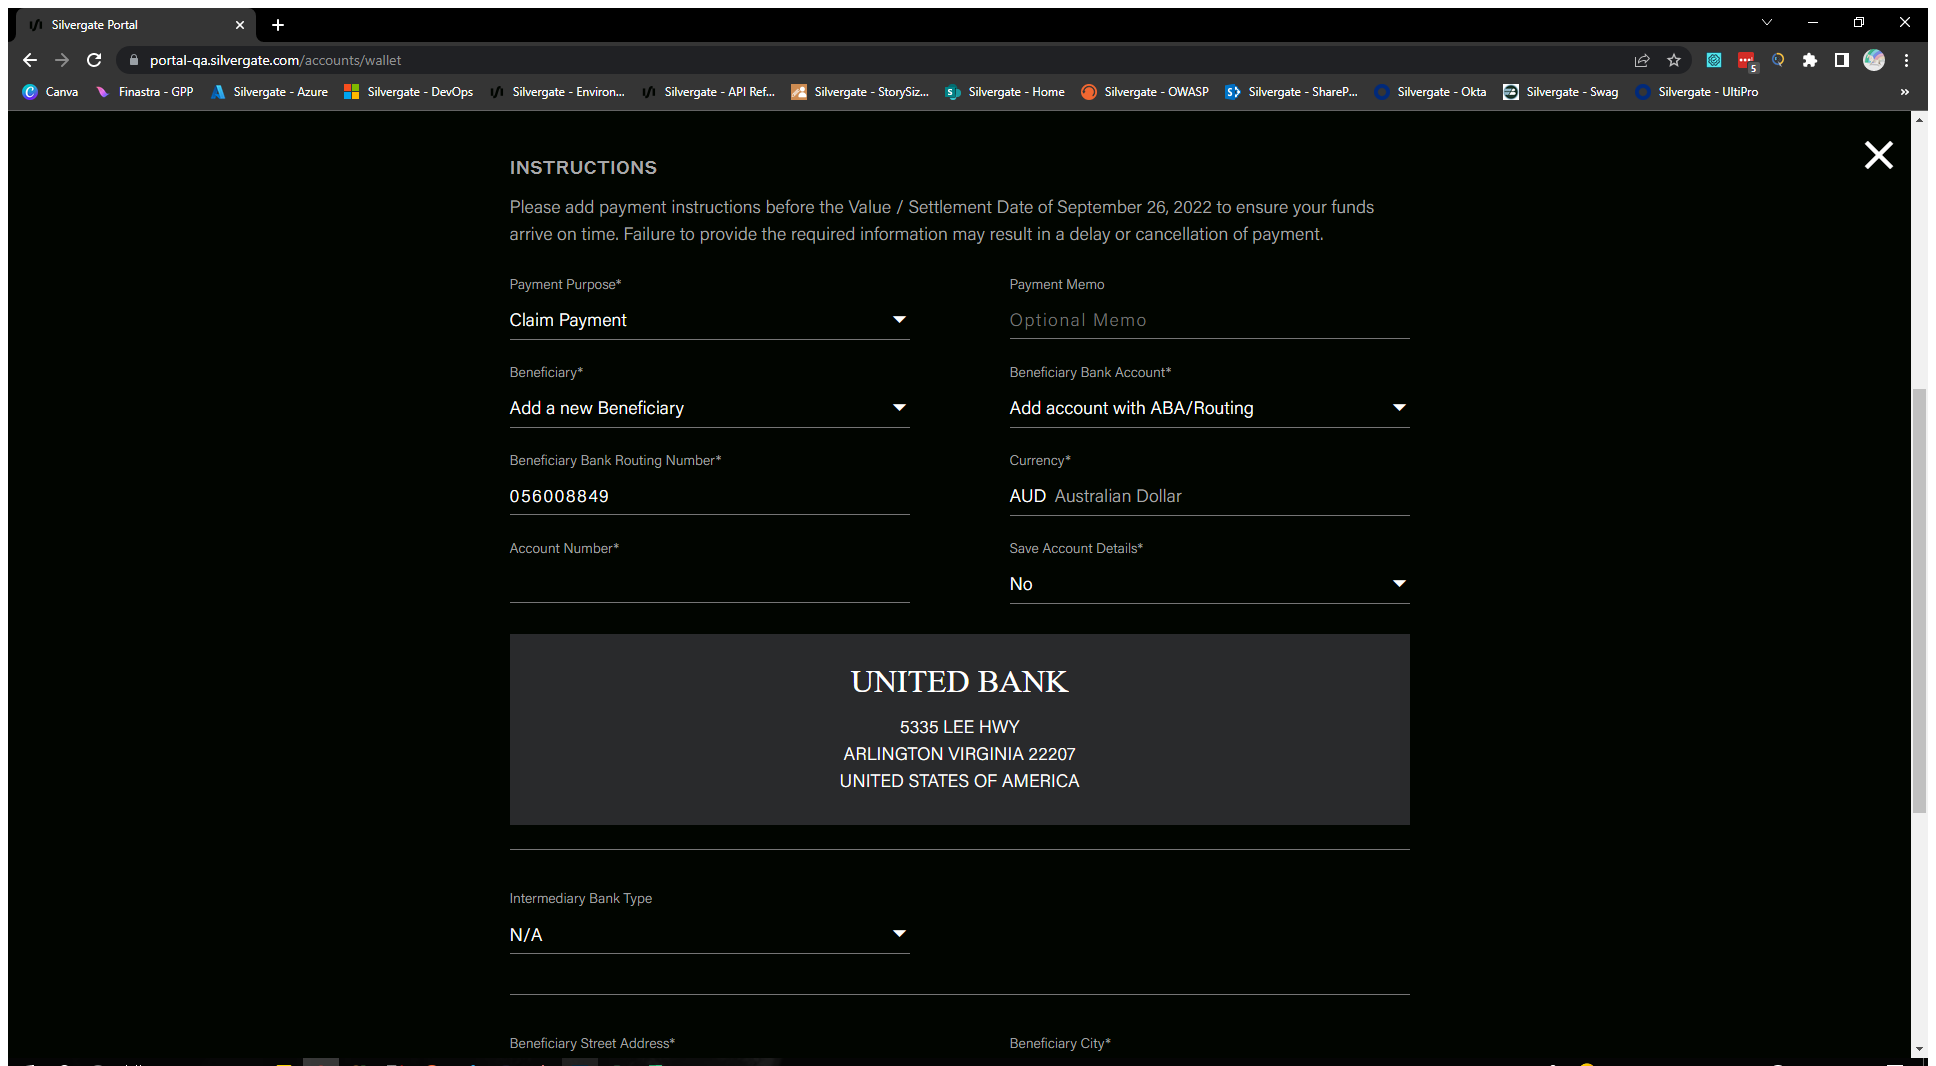 Silvergate Portal
portal-qa.silvergate.com/accounts/wallet
5
Canva
Finastra - GPP
Silvergate - Azure
Silvergate - DevOps
Silvergate - Environ...
Silvergate - API Ref...
Silvergate - StorySiz...
Silvergate - Home
Silvergate - OWASP
Silvergate - ShareP...
Silvergate - Okta
Silvergate - Swag
Silvergate - UltiPro
»
INSTRUCTIONS
Please add payment instructions before the Value / Settlement Date of September 26, 2022 to ensure your funds
arrive on time. Failure to provide the required information may result in a delay or cancellation of payment.
Payment Purpose*
Payment Memo
Claim Payment
Optional Memo
Beneficiary*
Beneficiary Bank Account*
Add a new Beneficiary
Add account with ABA/Routing
Beneficiary Bank Routing Number*
Currency*
056008849
AUD Australian Dollar
Account Number*
Save Account Details*
No
UNITED BANK
5335 LEE HWY
ARLINGTON VIRGINIA 22207
UNITED STATES OF AMERICA
Intermediary Bank Type
N/A
Beneficiary Street Address*
Beneficiary City*